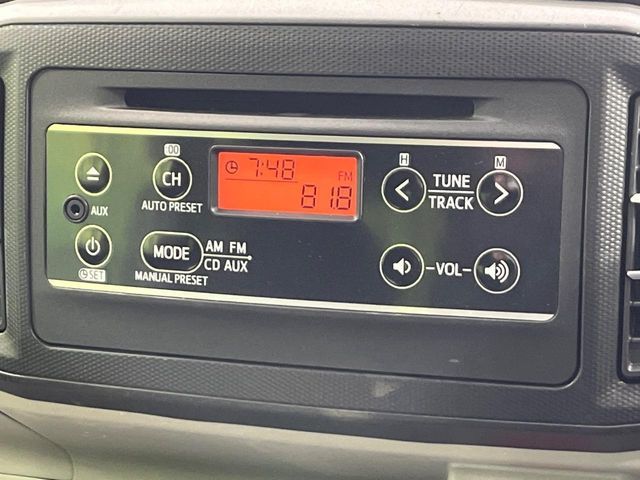 00
H
M
7:48
CH
FM
TUNE
81.8
TRACK
AUX
AUTO PRESET
MODE
AM FM
CD AUX
VOL
SET
MANUAL PRESET